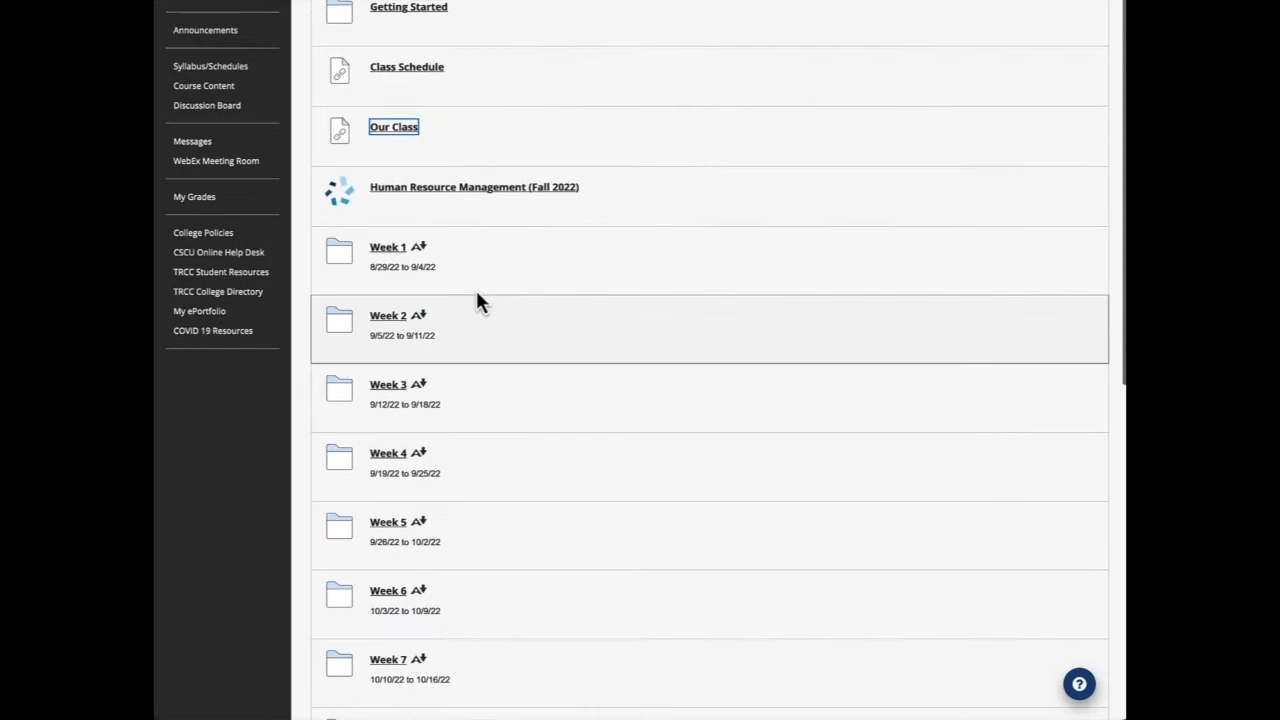 Announcements
Syllabus/Schedules
Course Content
Discussion Board
Messages
WebEx Meeting Room
My Grades
College Policies
CSCU Online Help Desk
TRCC Student Resources
TRCC College Directory
My ePortfolio
COVID 19 Resources
Getting Started
Class Schedule
Our Class
Human Resource Management (Fall 2022)
Week 1
8/29/22 to 9/4/22
Week 2
9/5/22 to 9/11/22
Week 3
9/12/22 to 9/18/22
Week 4
9/19/22 to 9/25/22
Week 5
9/26/22 to 10/2/22
Week 6
10/3/22 to 10/9/22
Week 7
10/10/22 to 10/16/22